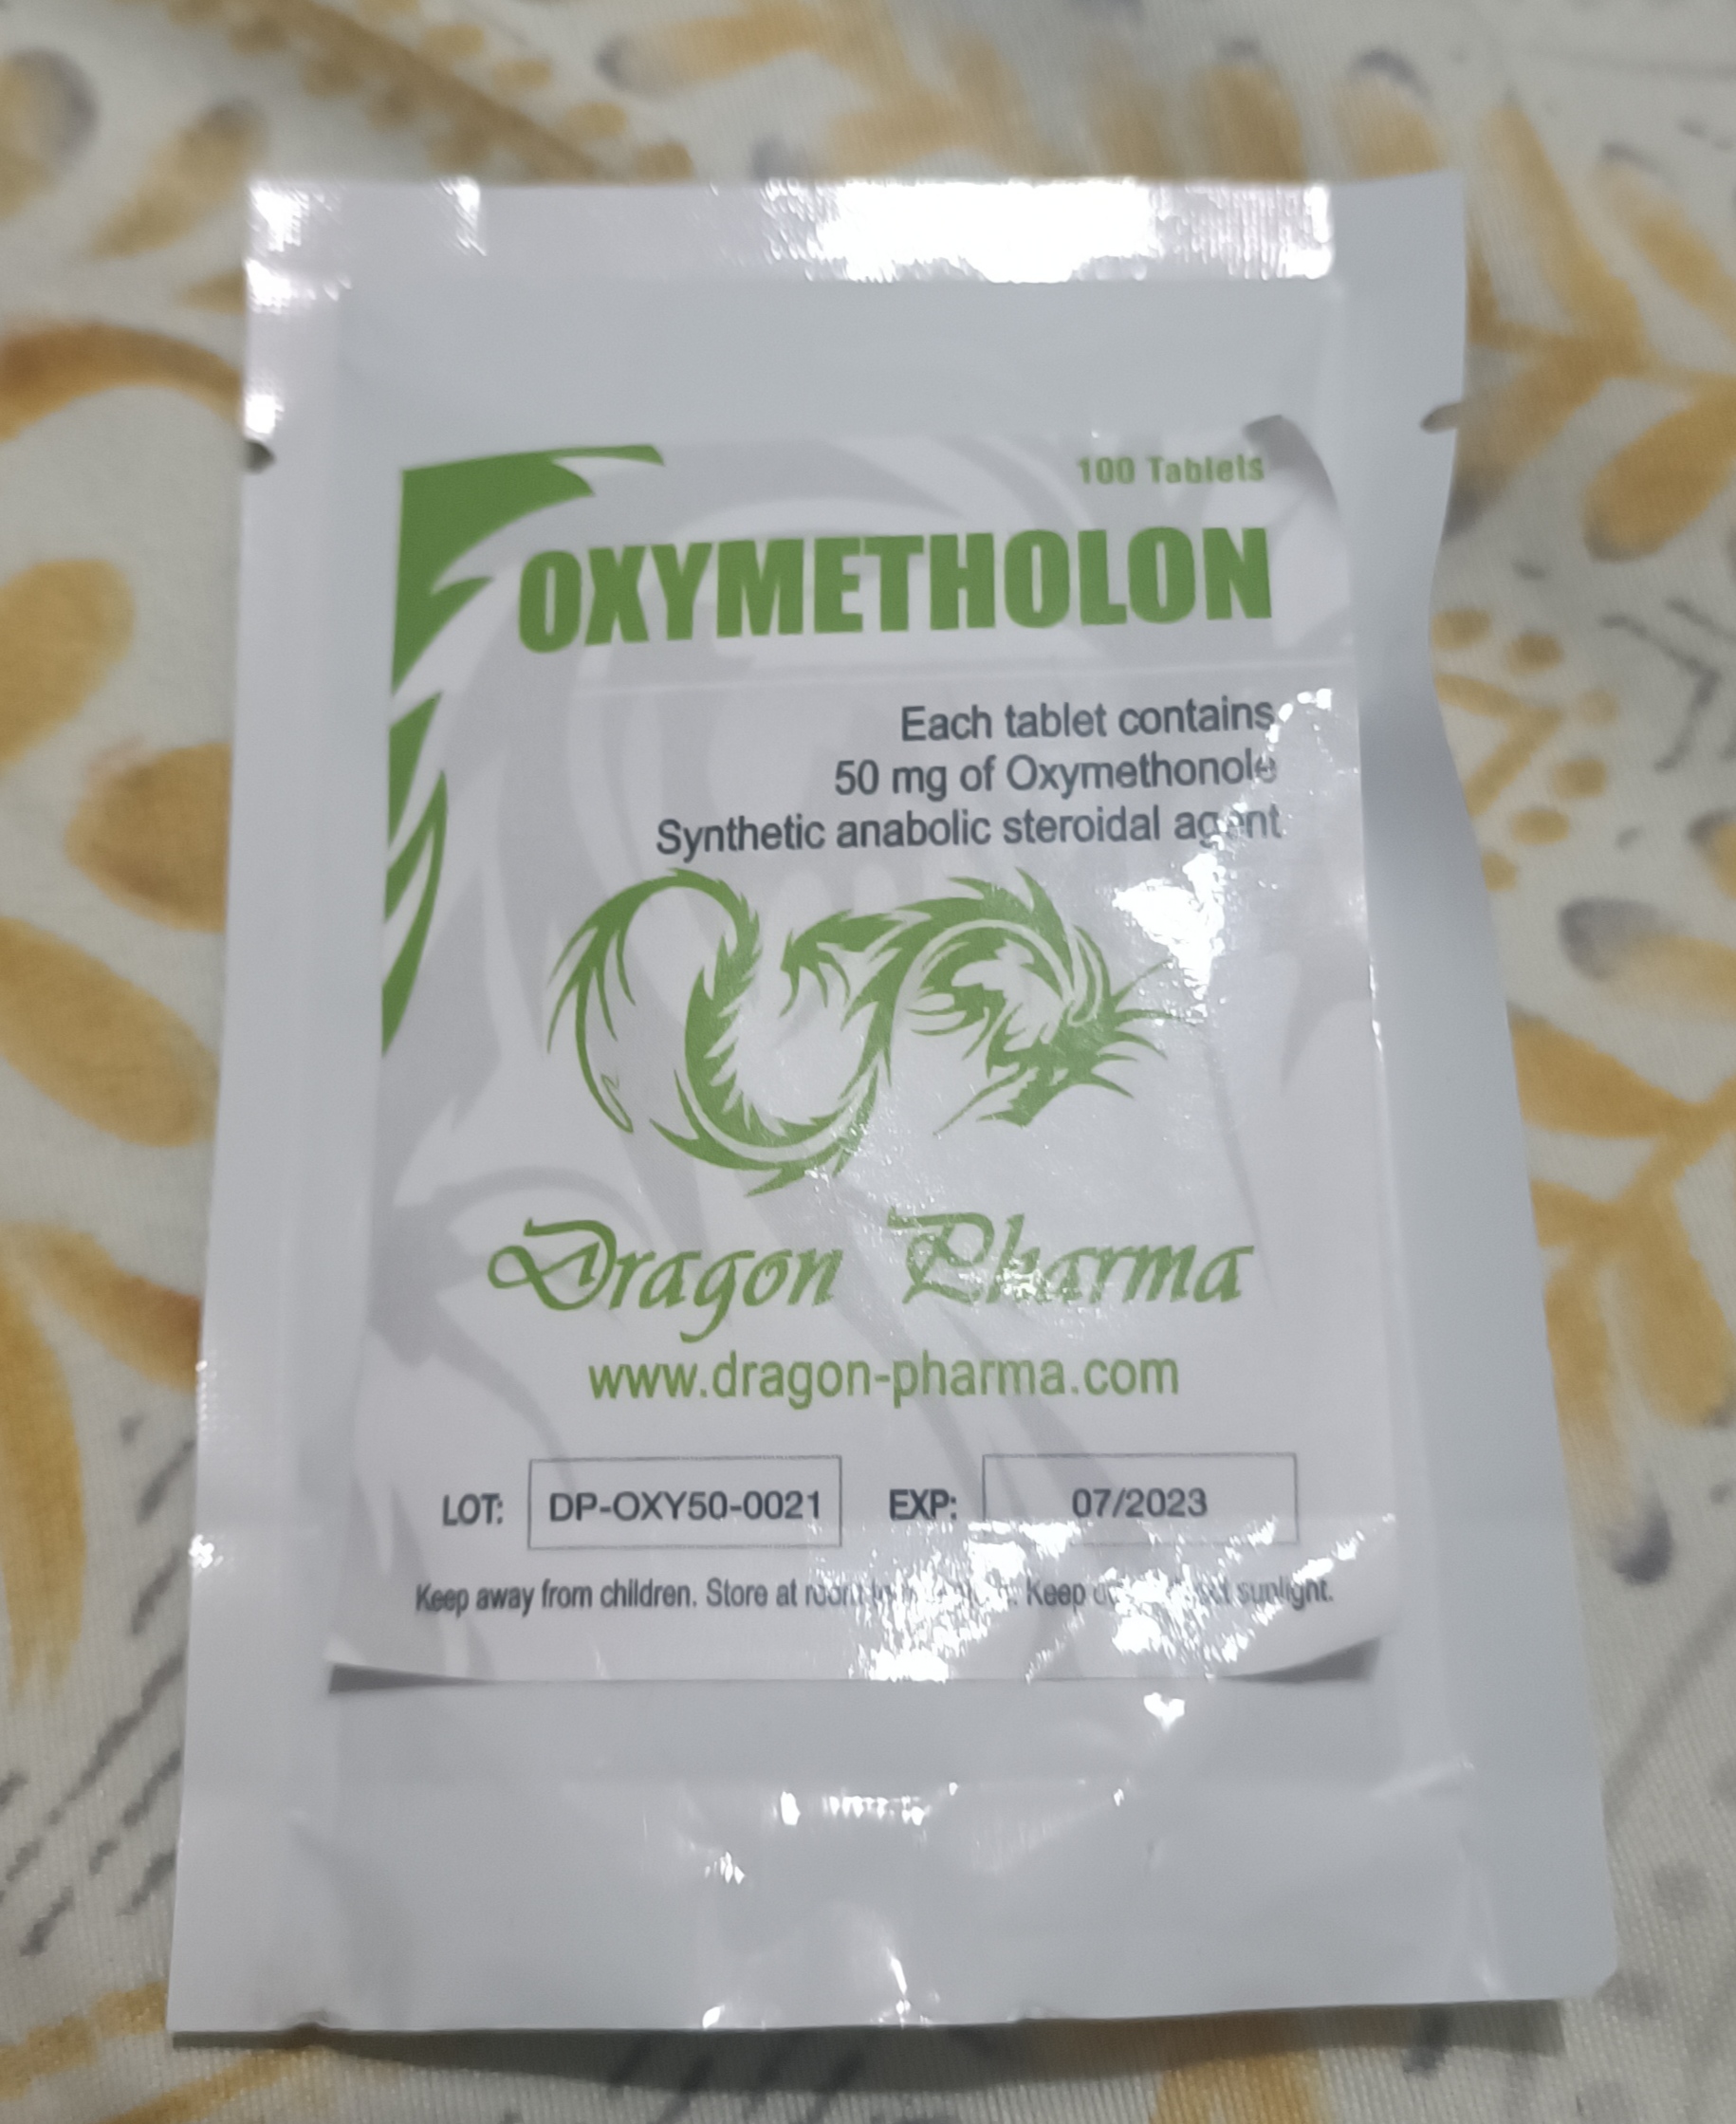 100 Tablets
OXYMETHOLON
Each tablet contains
50 mg of Oxymethonole
Synthetic anabolic steroidal agent
Dragon Pharma
www.dragon-pharma.com
LOT: DP-OXY50-0021 EXP: 07/2023
Keep away from children. Store at room Keep sunlight.